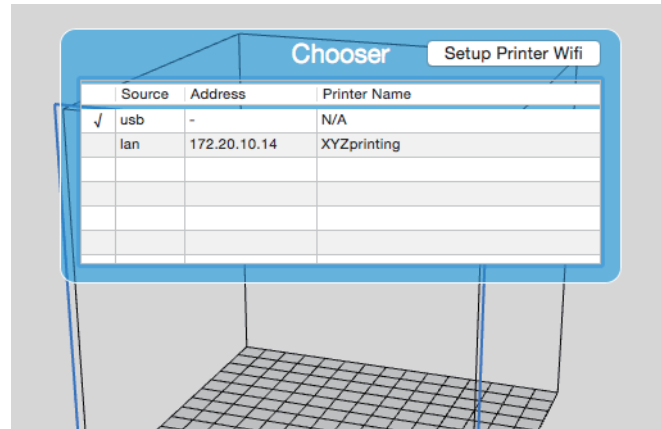 Chooser Setup Printer Wifi
Source Address Printer Name
√ usb - N/A
lan 172.20.10.14 XYZprinting